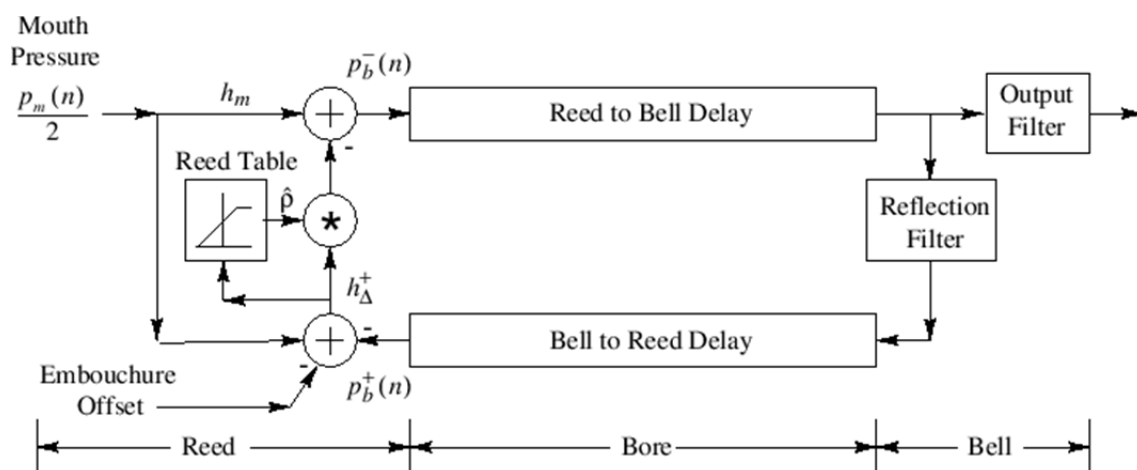 Mouth
Pressure
p_m(n)
2
h_m
p_b^-(n)
+
-
Reed to Bell Delay
Output
Filter
Reed Table
ρ̂
*
Reflection
Filter
h_Δ^+
+
-
-
Bell to Reed Delay
Embouchure
Offset
p_b^+(n)
Reed
Bore
Bell